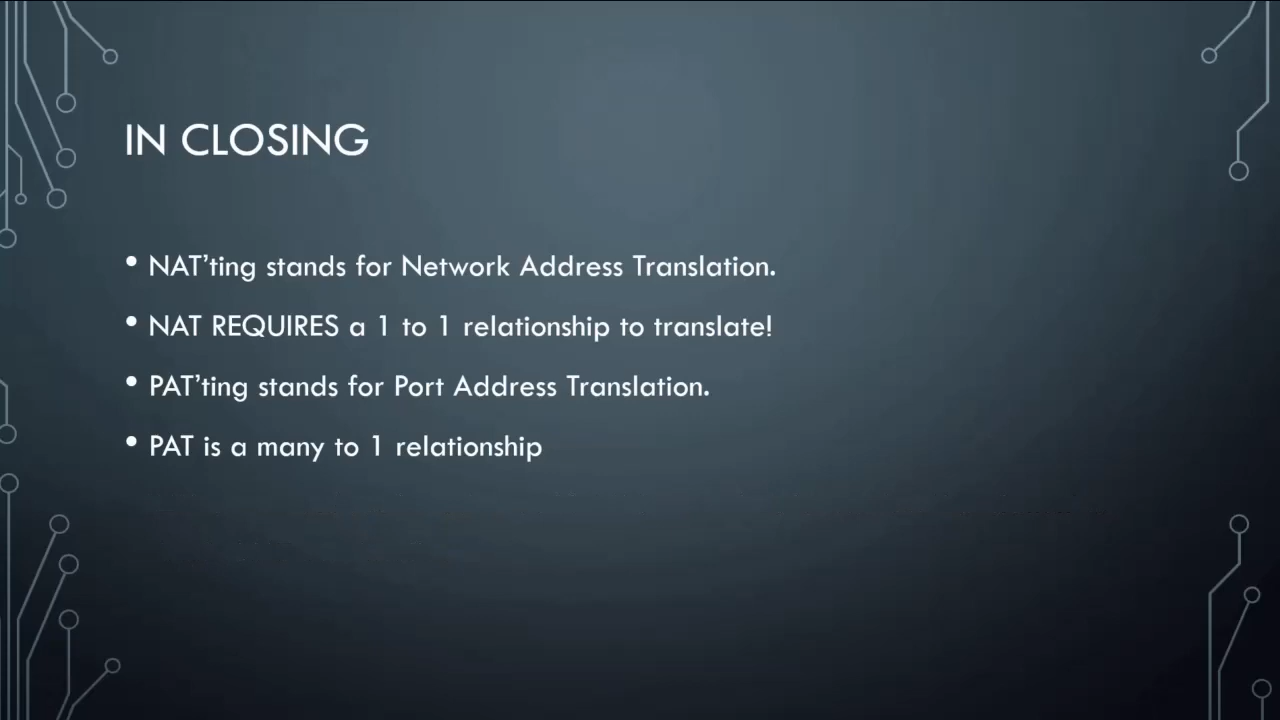 IN CLOSING
• NAT’ting stands for Network Address Translation.
• NAT REQUIRES a 1 to 1 relationship to translate!
• PAT’ting stands for Port Address Translation.
• PAT is a many to 1 relationship